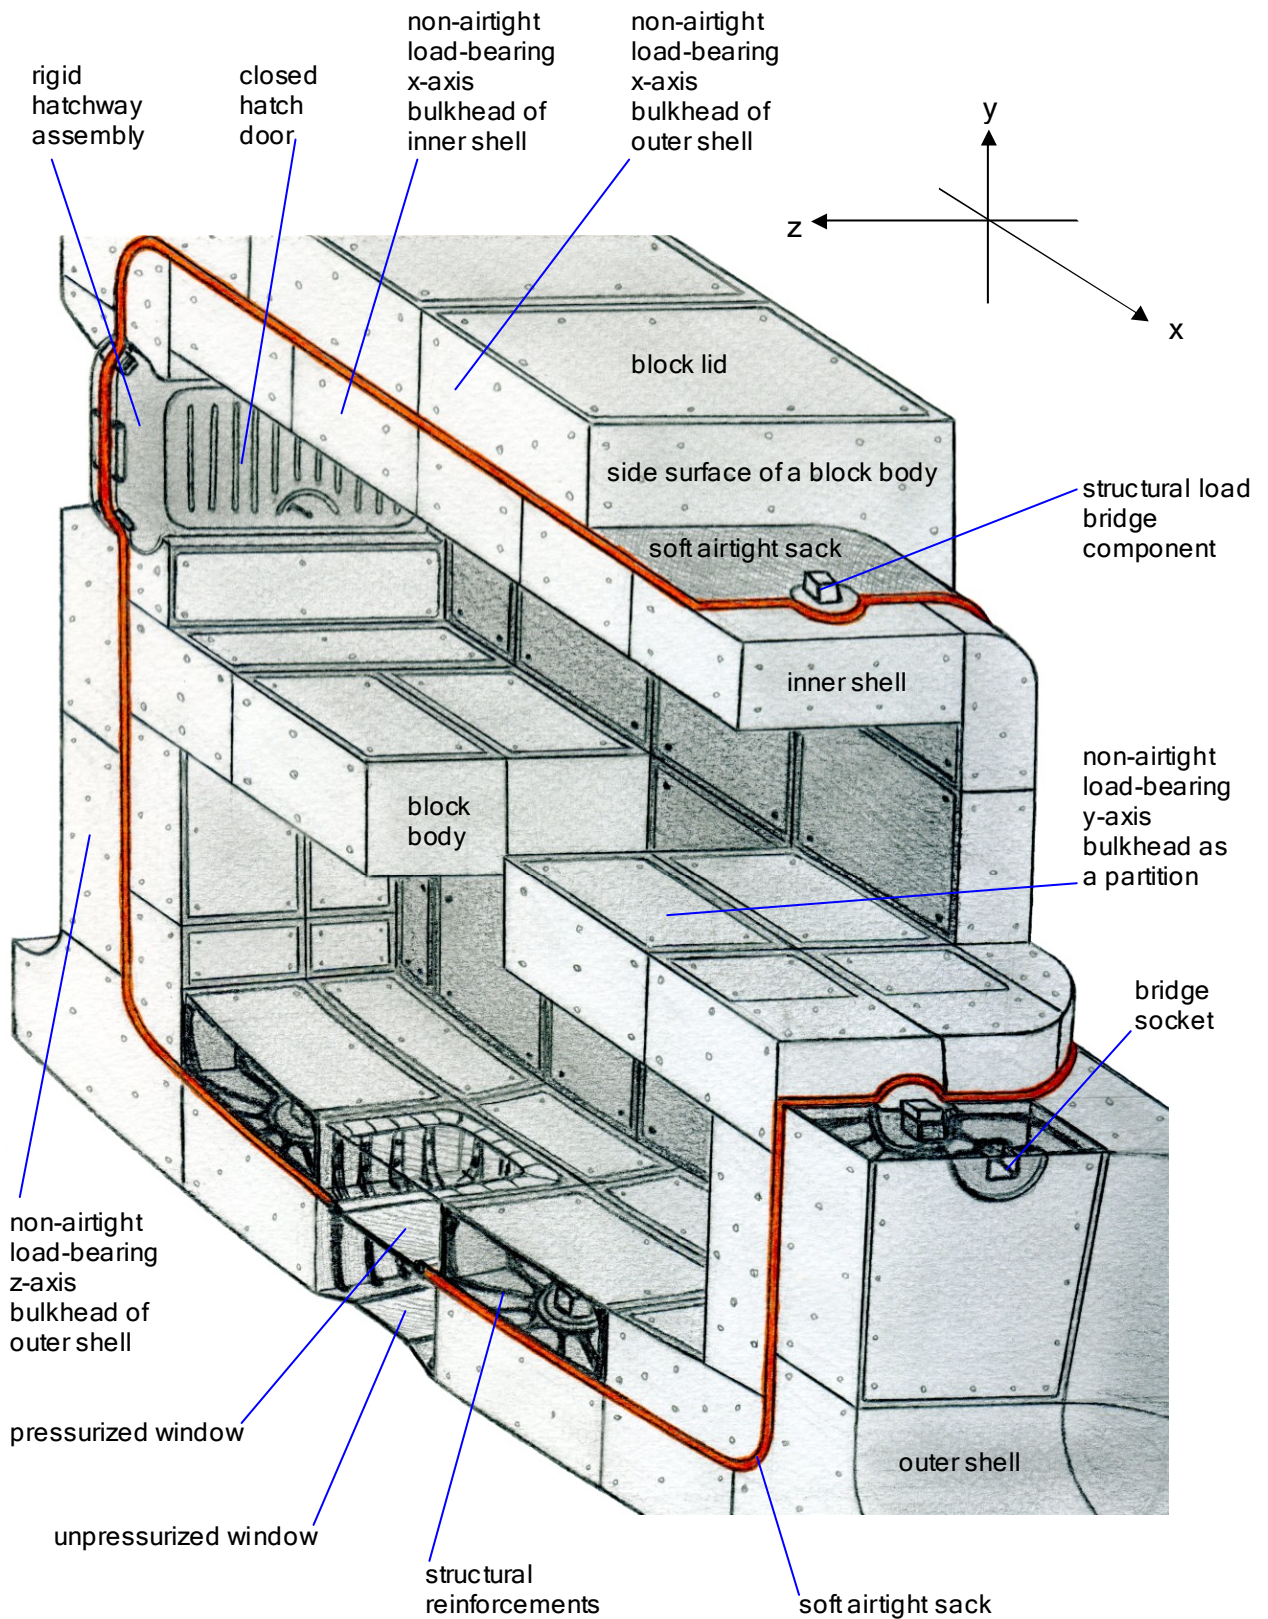 non-airtight
load-bearing
x-axis
bulkhead of
inner shell
non-airtight
load-bearing
x-axis
bulkhead of
outer shell
rigid
hatchway
assembly
closed
hatch
door
y
z
x
block lid
side surface of a block body
structural load
bridge
component
soft airtight sack
inner shell
non-airtight
load-bearing
y-axis
bulkhead as
a partition
block
body
bridge
socket
non-airtight
load-bearing
z-axis
bulkhead of
outer shell
pressurized window
outer shell
unpressurized window
structural
reinforcements
soft airtight sack